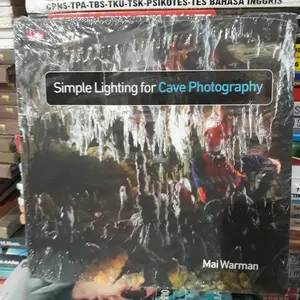 CPNS-TPA-TBS-TKU-TSK-PSIKOTES-TES BAHASA INGGRIS
Simple Lighting for Cave Photography
Mai Warman